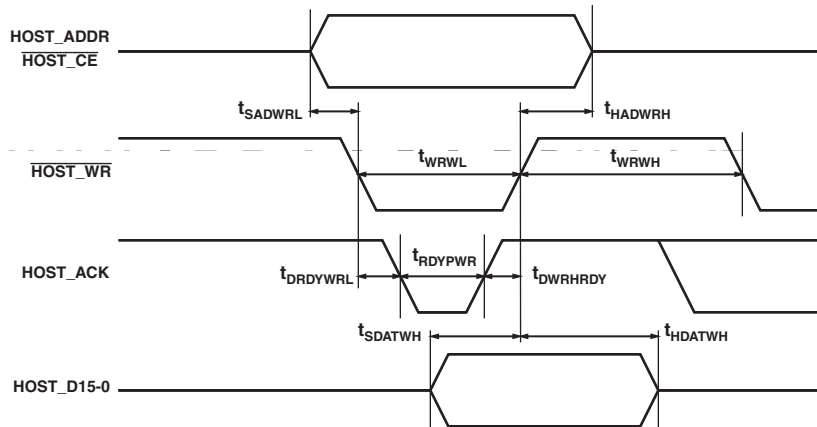 HOST_ADDR
HOST_CE
tSADWRL
tHADWRH
HOST_WR
tWRWL
tWRWH
HOST_ACK
tDRDYWRL
tRDYPWR
tDWRHRDY
tSDATWH
tHDATWH
HOST_D15-0